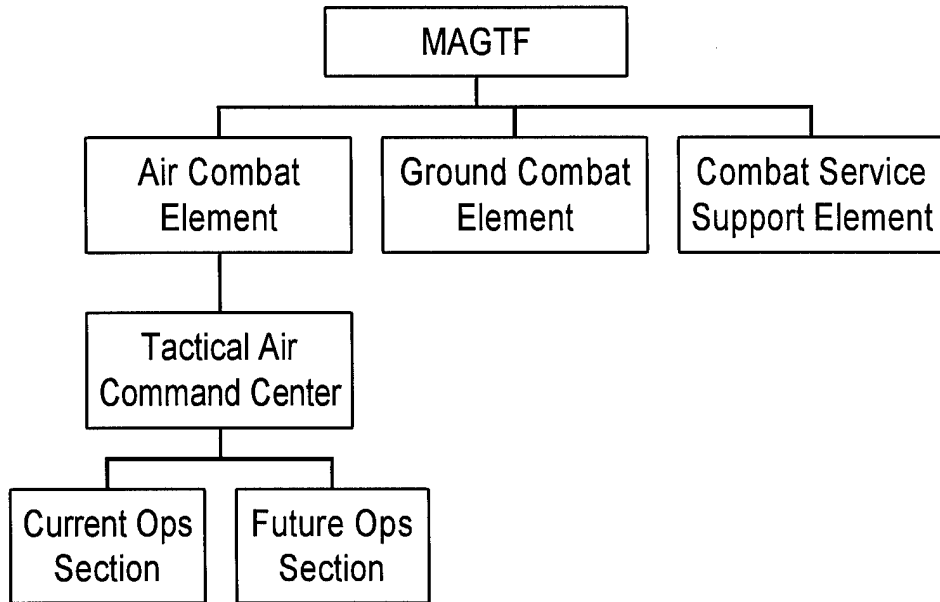 MAGTF
Air Combat
Element
Ground Combat
Element
Combat Service
Support Element
Tactical Air
Command Center
Current Ops
Section
Future Ops
Section